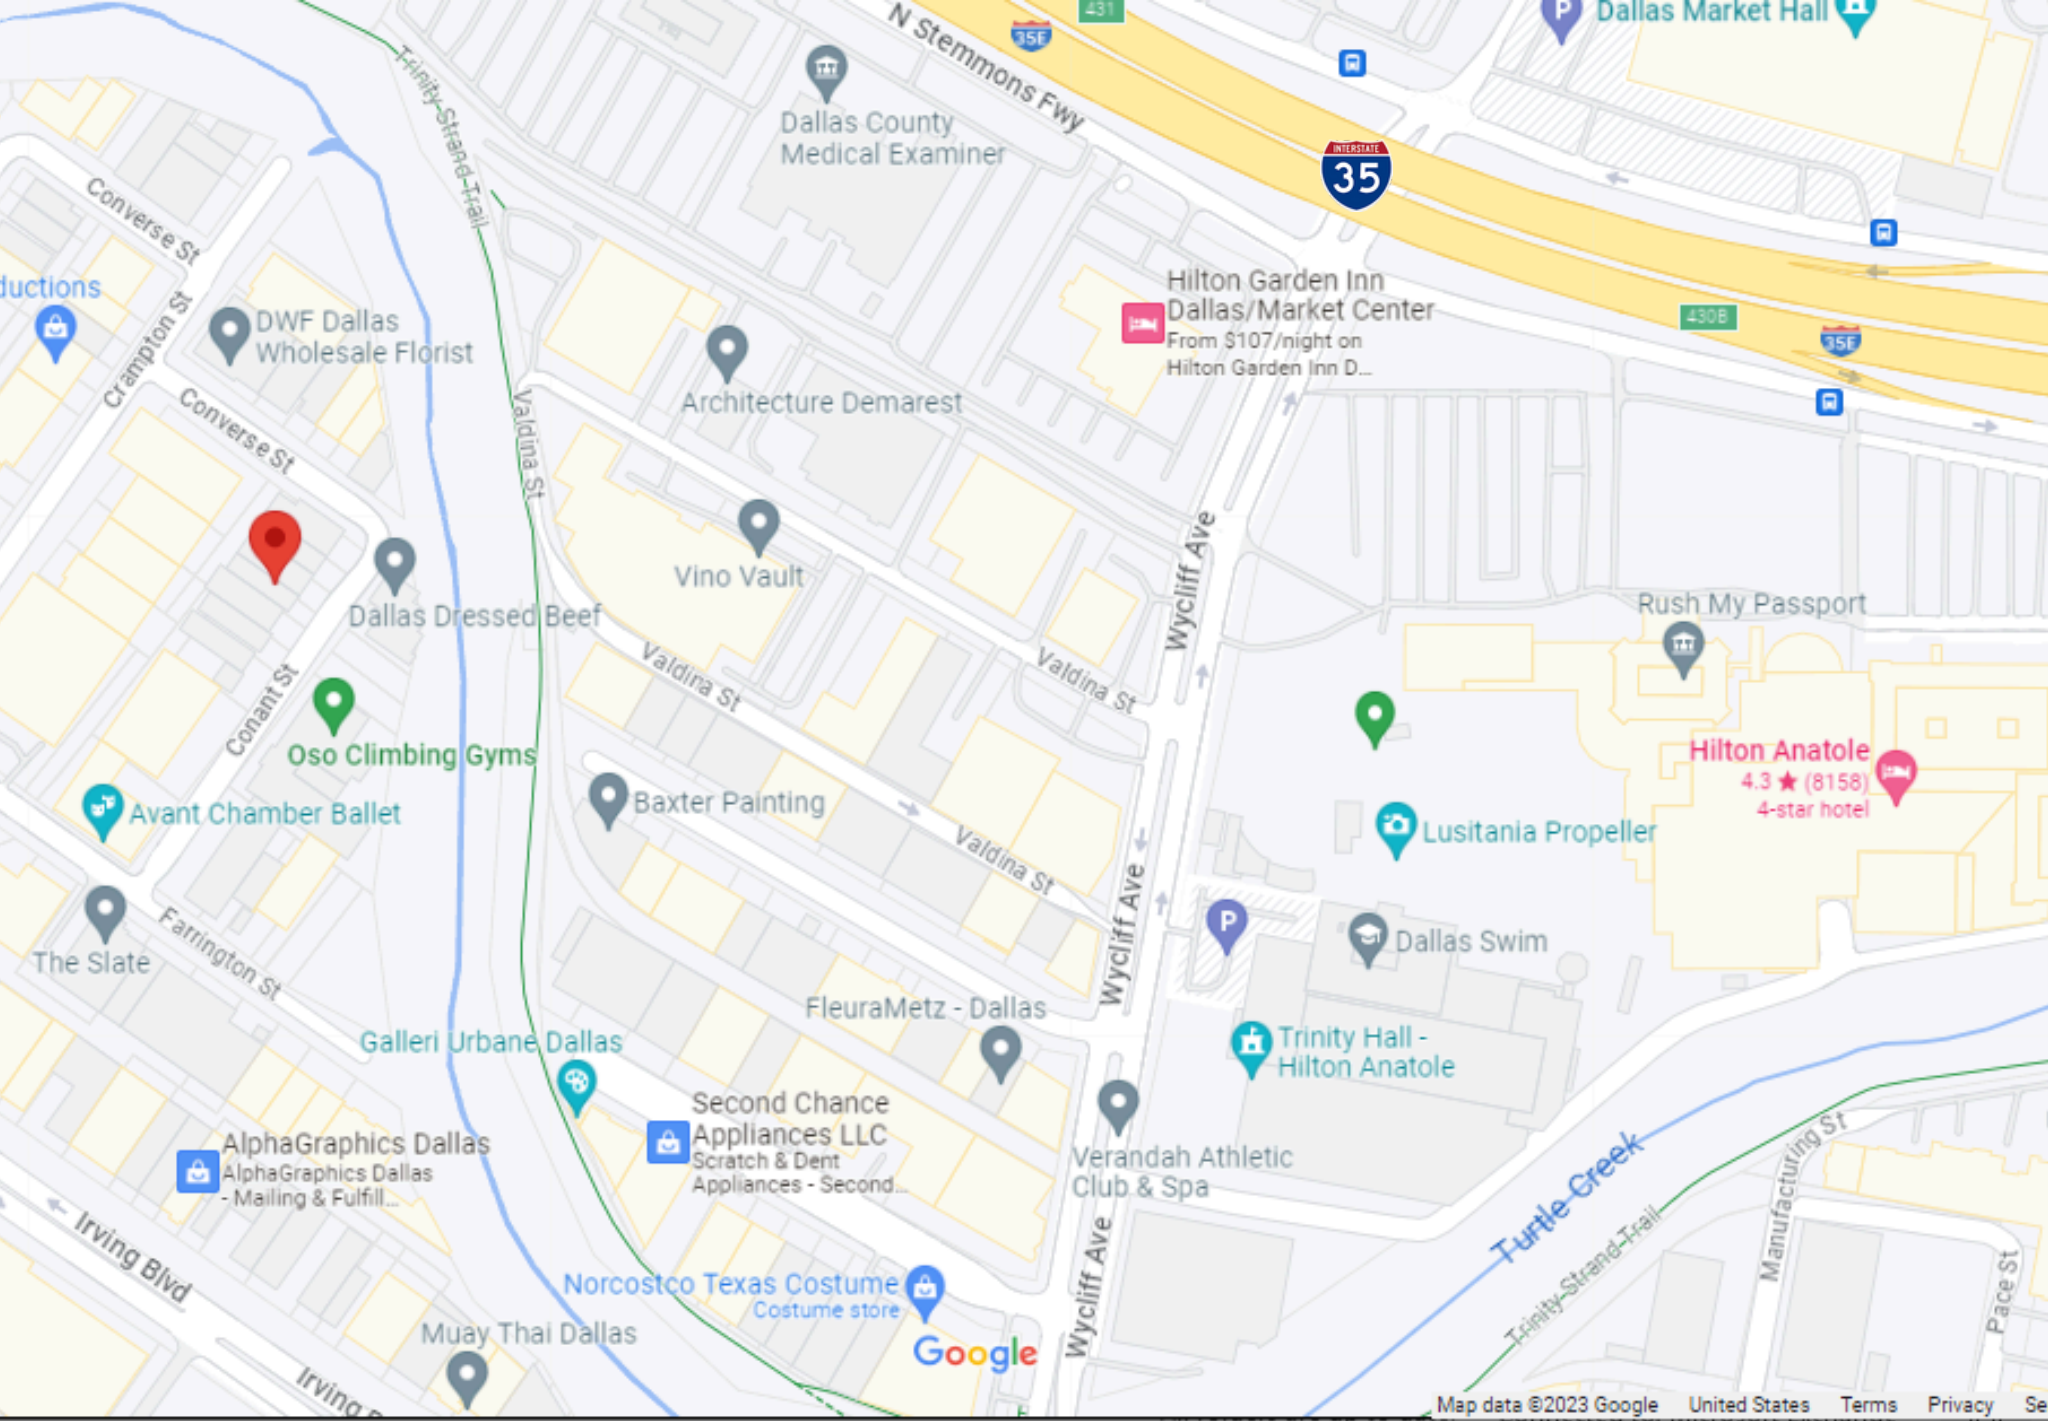 431
35E
N Stemmons Fwy
P
Dallas Market Hall
Trinity Strand Trail
Dallas County
Medical Examiner
INTERSTATE
35
Converse St
ductions
Crampton St
DWF Dallas
Wholesale Florist
Hilton Garden Inn
Dallas/Market Center
From $107/night on
Hilton Garden Inn D...
430B
35E
Architecture Demarest
Converse St
Valdina St
Vino Vault
Wycliff Ave
Dallas Dressed Beef
Rush My Passport
Valdina St
Valdina St
Conant St
Oso Climbing Gyms
Hilton Anatole
4.3 ★ (8158)
4-star hotel
Baxter Painting
Avant Chamber Ballet
Lusitania Propeller
Valdina St
Wycliff Ave
P
Dallas Swim
The Slate
Farrington St
FleuraMetz - Dallas
Galleri Urbane Dallas
Trinity Hall -
Hilton Anatole
Second Chance
Appliances LLC
Scratch & Dent
Appliances - Second...
AlphaGraphics Dallas
AlphaGraphics Dallas
- Mailing & Fulfill...
Verandah Athletic
Club & Spa
Turtle Creek
Manufacturing St
Trinity Strand Trail
Pace St
Irving Blvd
Wycliff Ave
Norcostco Texas Costume
Costume store
Muay Thai Dallas
Google
Irving
Map data ©2023 Google United States Terms Privacy Se